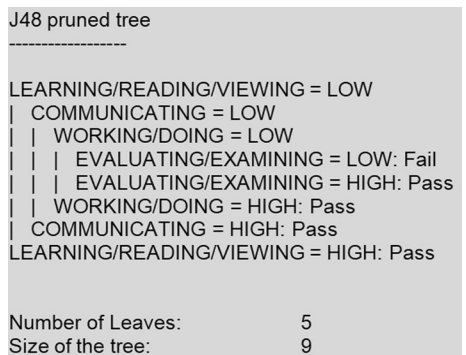 J48 pruned tree
------------------
LEARNING/READING/VIEWING = LOW
|   COMMUNICATING = LOW
|   |   WORKING/DOING = LOW
|   |   |   EVALUATING/EXAMINING = LOW: Fail
|   |   |   EVALUATING/EXAMINING = HIGH: Pass
|   |   WORKING/DOING = HIGH: Pass
|   COMMUNICATING = HIGH: Pass
LEARNING/READING/VIEWING = HIGH: Pass
Number of Leaves: 5
Size of the tree: 9